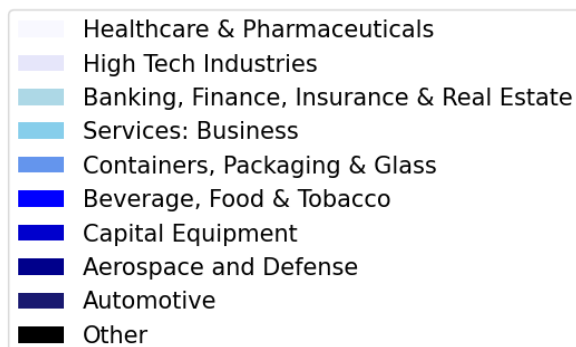 Healthcare & Pharmaceuticals
High Tech Industries
Banking, Finance, Insurance & Real Estate
Services: Business
Containers, Packaging & Glass
Beverage, Food & Tobacco
Capital Equipment
Aerospace and Defense
Automotive
Other